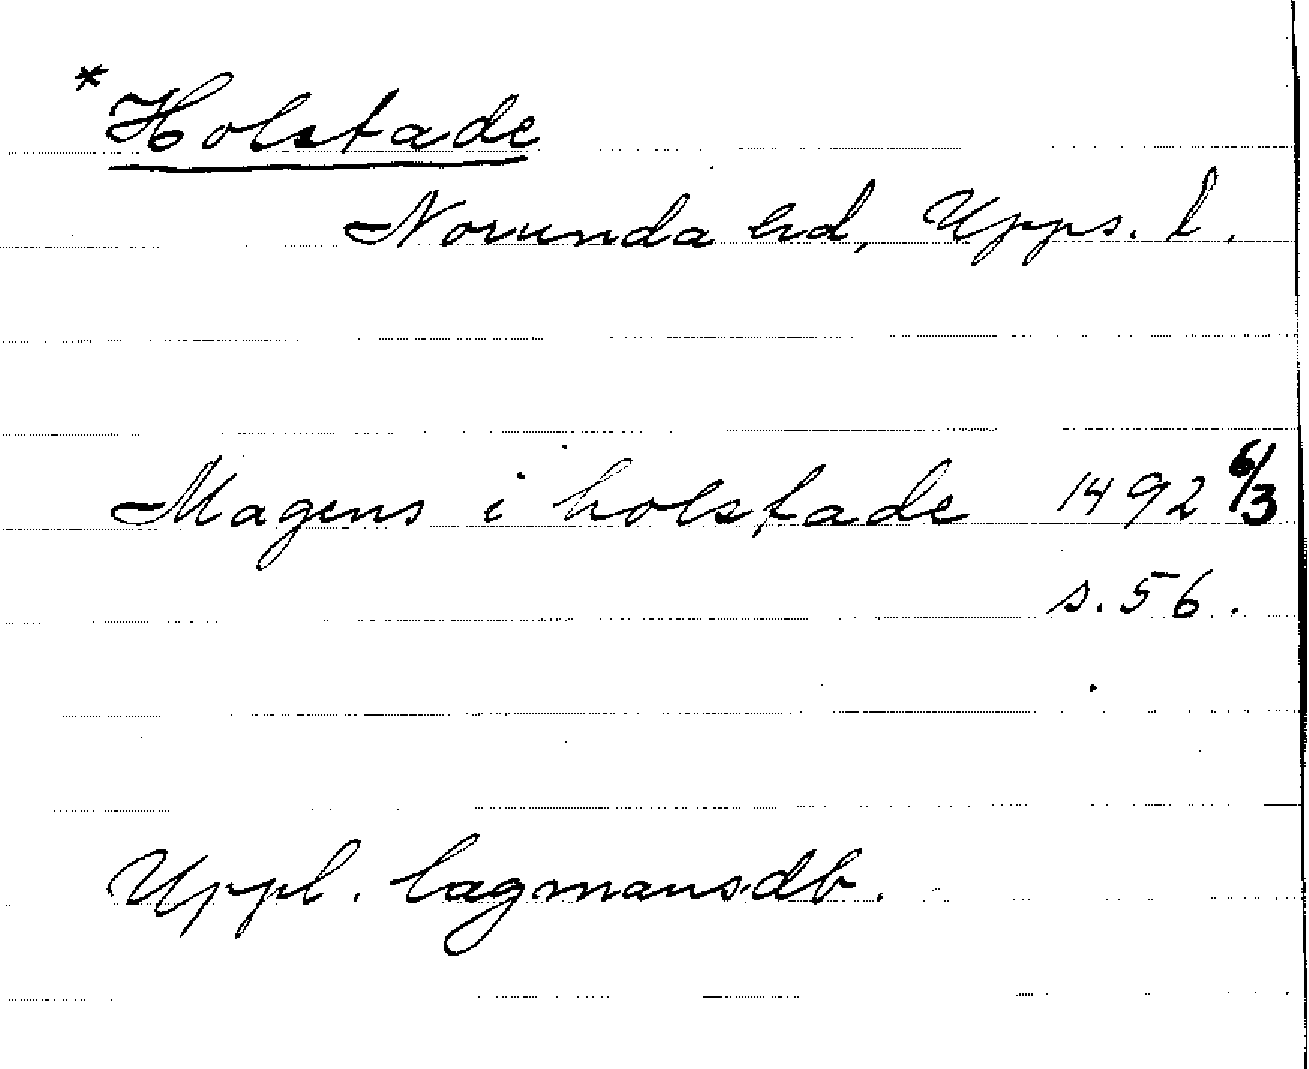 *Holstade
Norunda hd, Upps. l.
Magens i holstade 1492 6/3
s. 56.
Uppl. lagmansdb.